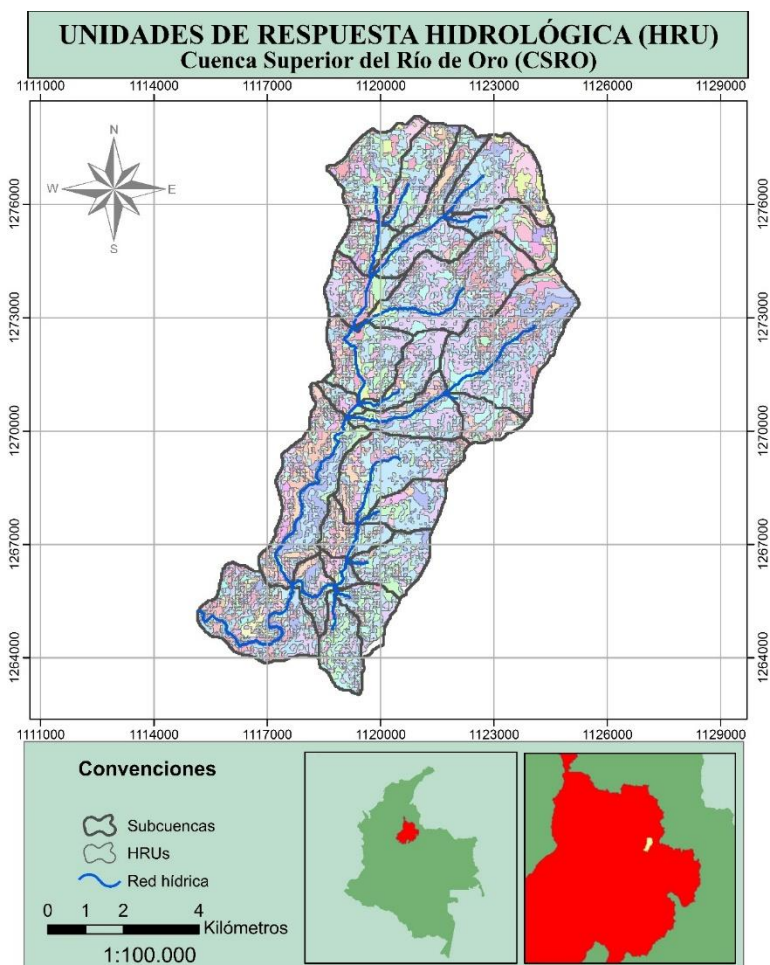 UNIDADES DE RESPUESTA HIDROLÓGICA (HRU)
Cuenca Superior del Río de Oro (CSRO)
1111000 1114000 1117000 1120000 1123000 1126000 1129000
N
W E
S
1276000 1276000
1273000 1273000
1270000 1270000
1267000 1267000
1264000 1264000
1111000 1114000 1117000 1120000 1123000 1126000 1129000
Convenciones
Subcuencas
HRUs
Red hídrica
0 1 2 4
Kilómetros
1:100.000